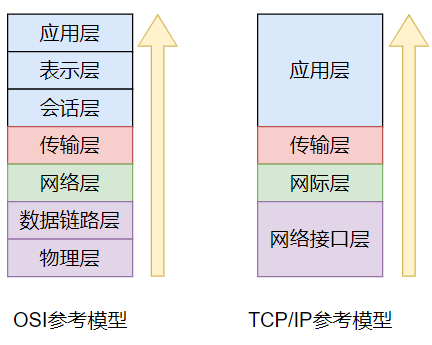 应用层
表示层
会话层
传输层
网络层
数据链路层
物理层
OSI参考模型
应用层
传输层
网际层
网络接口层
TCP/IP参考模型